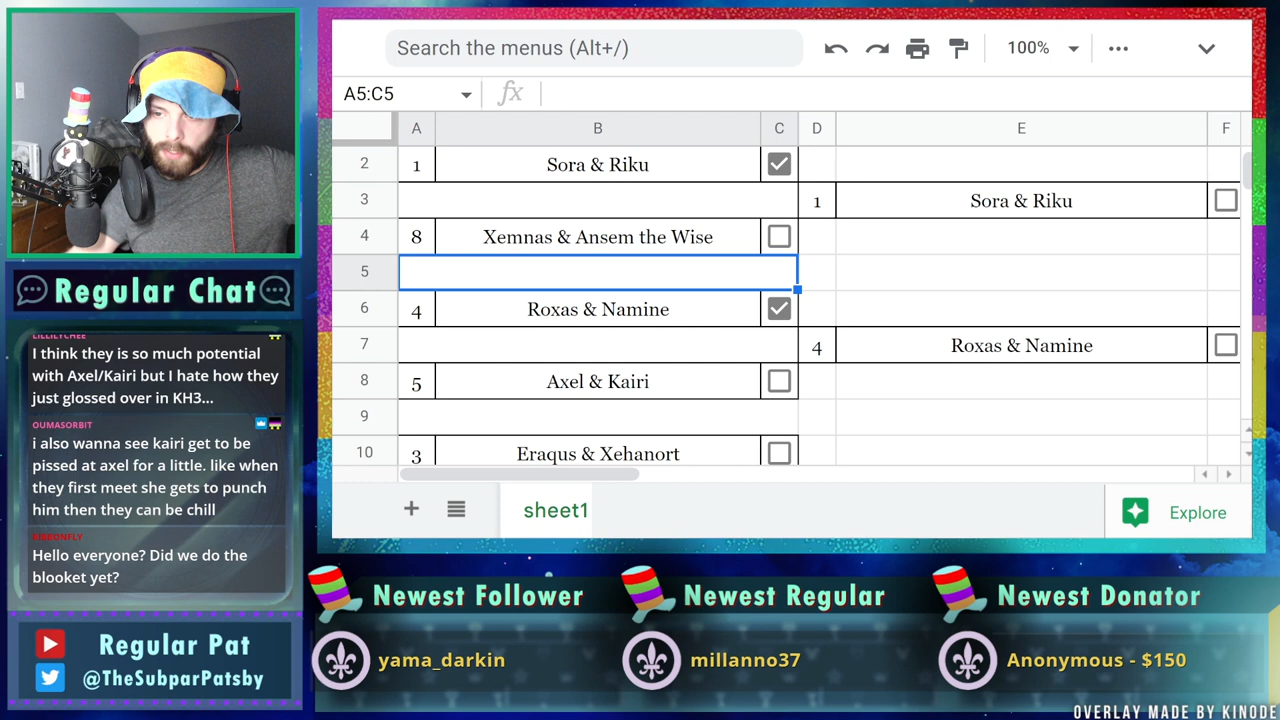 Search the menus (Alt+/)
100%
A5:C5
fx
A B C D E F
2 1 Sora & Riku
3 1 Sora & Riku
4 8 Xemnas & Ansem the Wise
5
6 4 Roxas & Namine
7 4 Roxas & Namine
8 5 Axel & Kairi
9
10 3 Eraqus & Xehanort
sheet1
Explore
Regular Chat
LILLILYCHEE
I think they is so much potential
with Axel/Kairi but I hate how they
just glossed over in KH3...
OUMASORBIT
i also wanna see kairi get to be
pissed at axel for a little. like when
they first meet she gets to punch
him then they can be chill
Hello everyone? Did we do the
blooket yet?
Regular Pat
@TheSubparPatsby
Newest Follower
yama_darkin
Newest Regular
millanno37
Newest Donator
Anonymous - $150
OVERLAY MADE BY KINODE